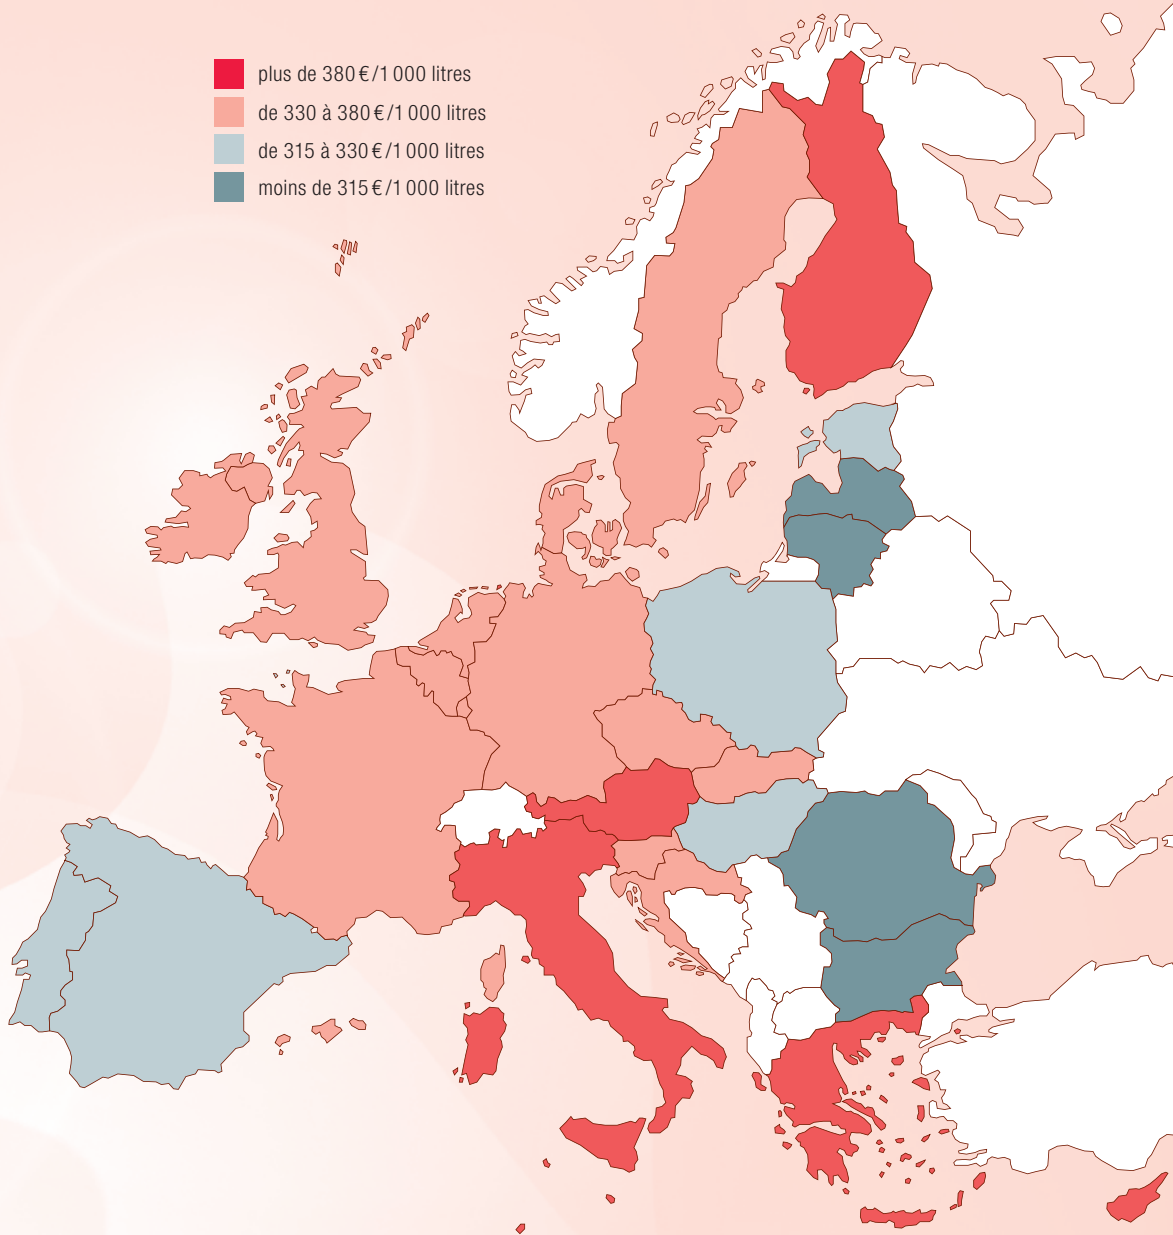 plus de 380 €/1 000 litres
de 330 à 380 €/1 000 litres
de 315 à 330 €/1 000 litres
moins de 315 €/1 000 litres